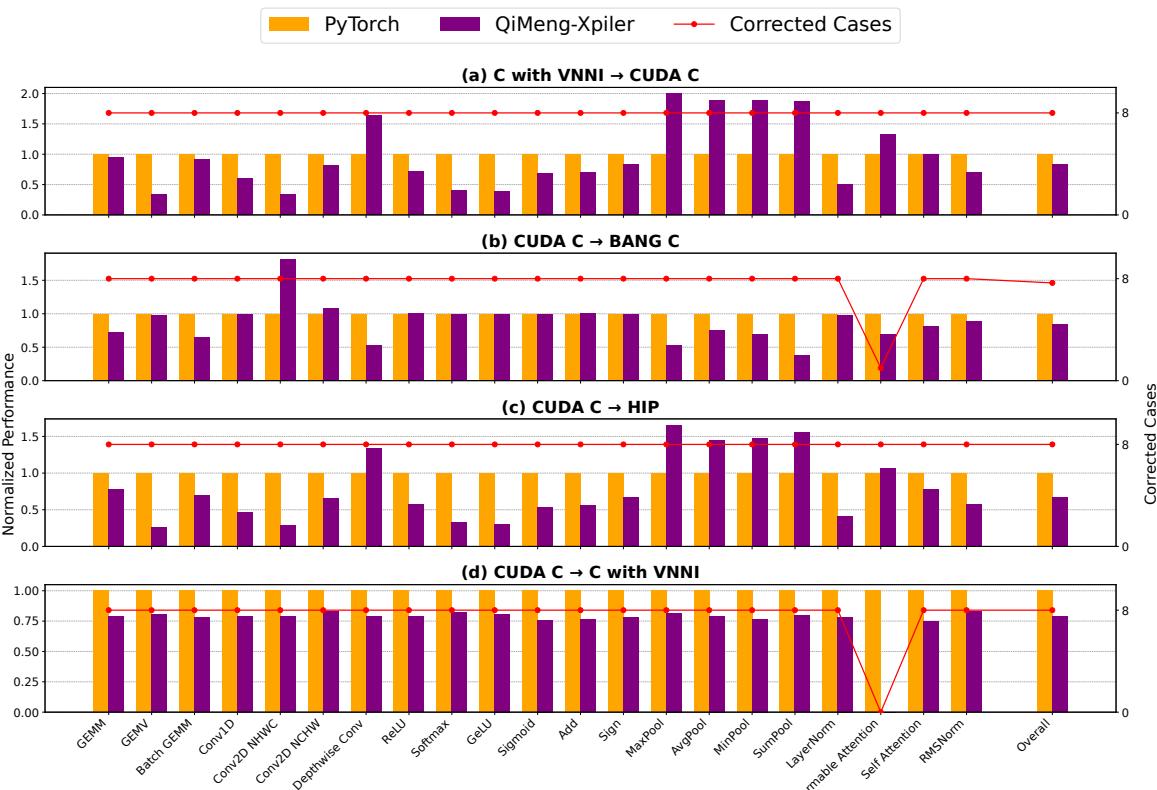 PyTorch QiMeng-Xpiler Corrected Cases
(a) C with VNNI → CUDA C
2.0
1.5
1.0
0.5
0.0
8
0
(b) CUDA C → BANG C
1.5
1.0
0.5
0.0
8
0
(c) CUDA C → HIP
1.5
1.0
0.5
0.0
8
0
(d) CUDA C → C with VNNI
1.00
0.75
0.50
0.25
0.00
8
0
Normalized Performance
Corrected Cases
GEMM
GEMV
Batch GEMM
Conv1D
Conv2D NHWC
Conv2D NCHW
Depthwise Conv
ReLU
Softmax
GeLU
Sigmoid
Add
Sign
MaxPool
AvgPool
MinPool
SumPool
LayerNorm
rmable Attention
Self Attention
RMSNorm
Overall